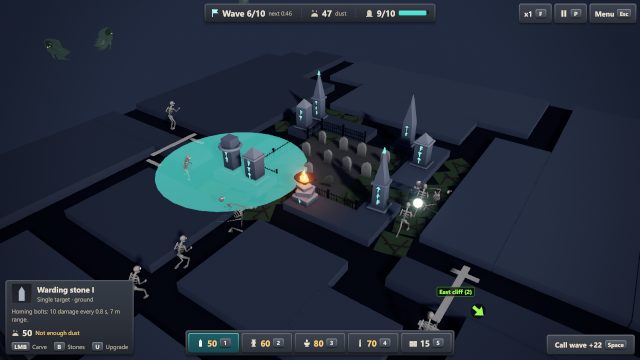 Wave 6/10 next 0:46 47 dust 9/10
x1 F P Menu Esc
East cliff (2)
Warding stone I
Single target · ground
Homing bolts: 10 damage every 0.8 s, 7 m
range.
50 Not enough dust
LMB Carve B Stones U Upgrade
50 1 60 2 80 3 70 4 15 5
Call wave +22 Space